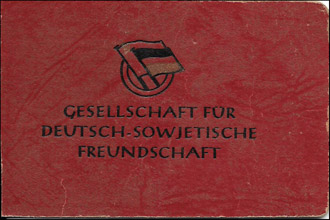 GESELLSCHAFT FÜR
DEUTSCH-SOWJETISCHE
FREUNDSCHAFT